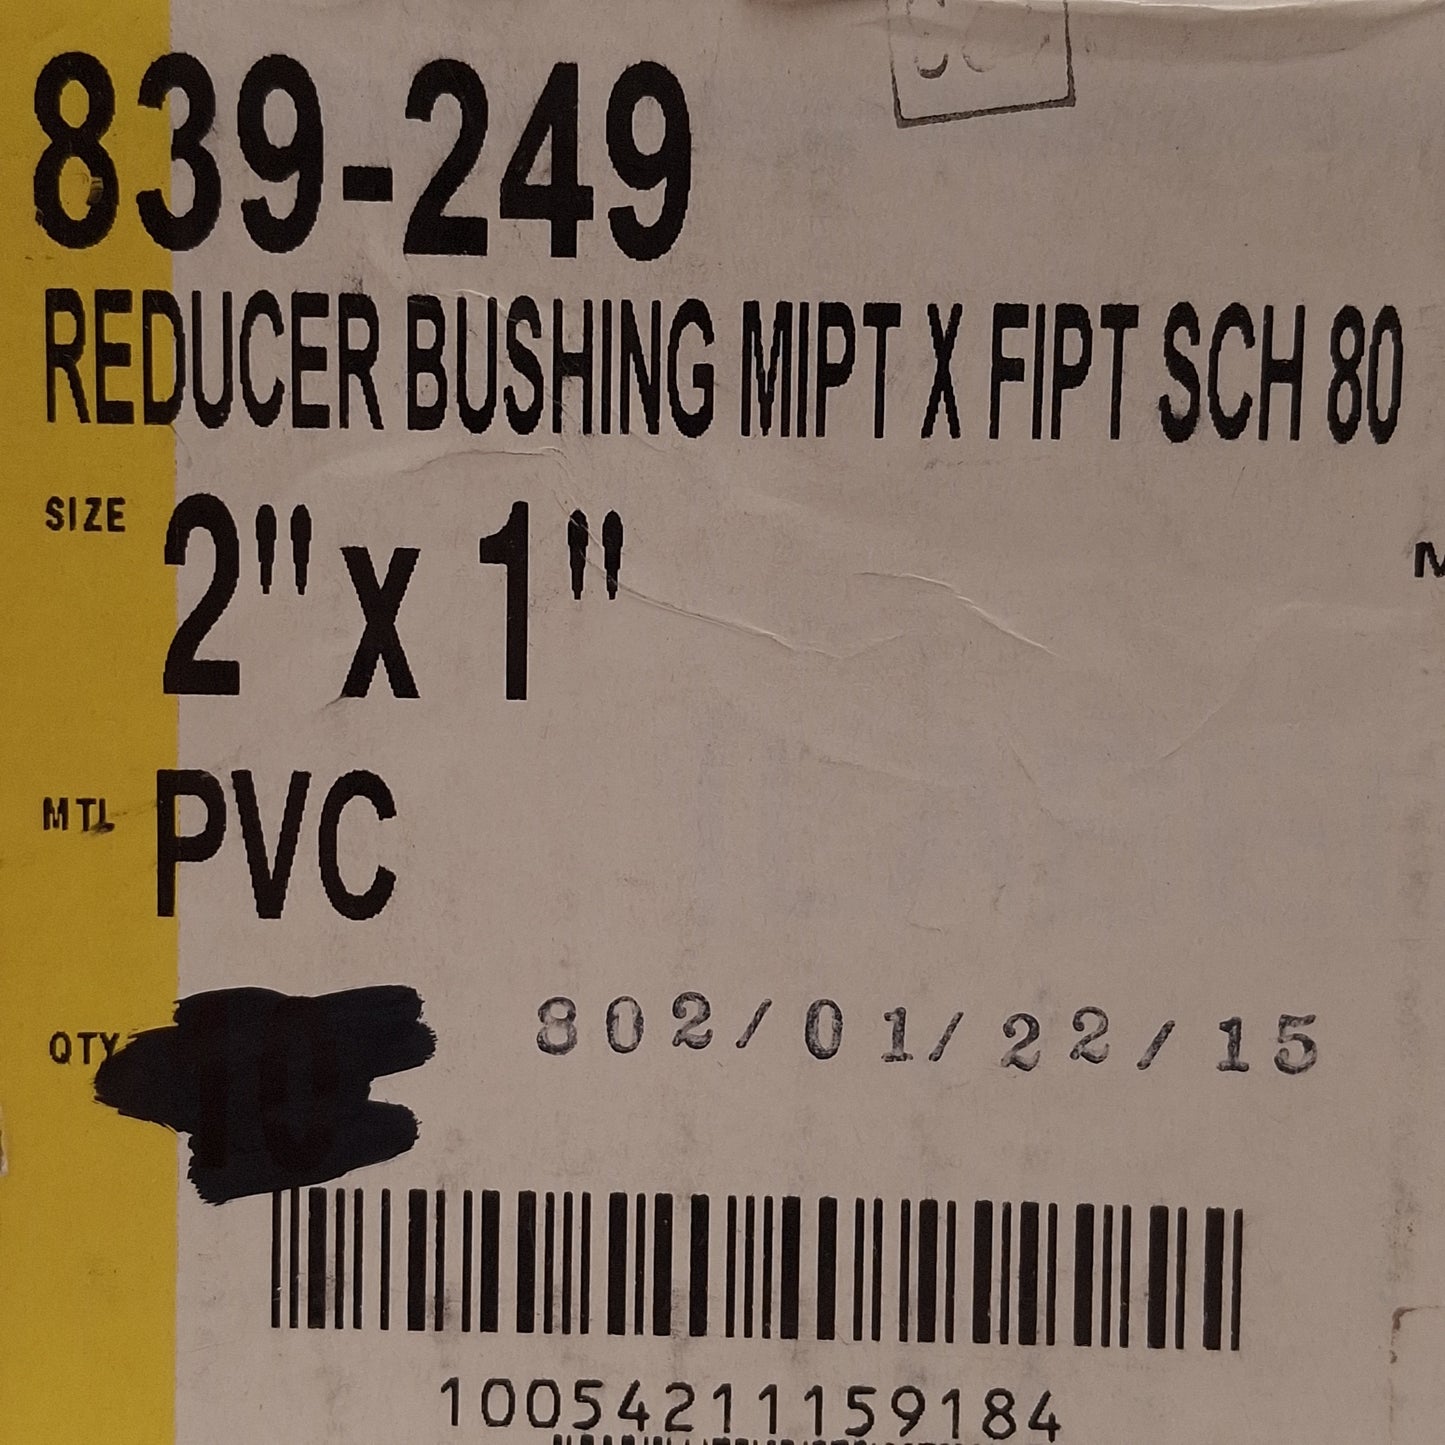 839-249
REDUCER BUSHING MIPT X FIPT SCH 80
SIZE 2" x 1"
MTL PVC
QTY
802/01/22/15
10054211159184